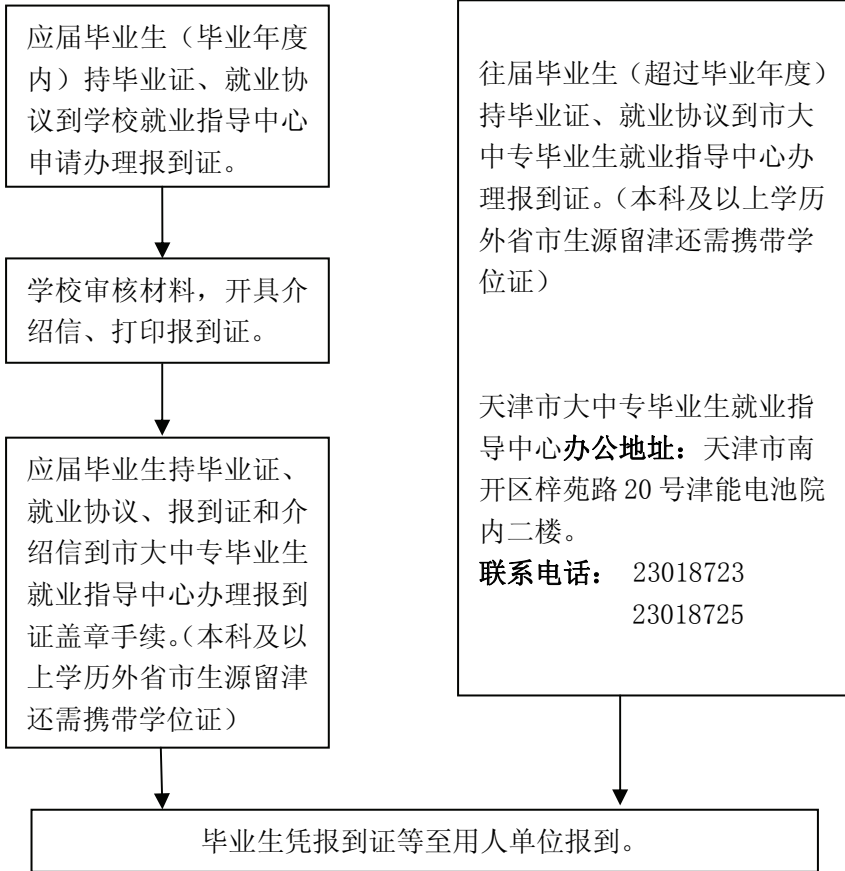 应届毕业生（毕业年度
内）持毕业证、就业协
议到学校就业指导中心
申请办理报到证。
学校审核材料，开具介
绍信、打印报到证。
应届毕业生持毕业证、
就业协议、报到证和介
绍信到市大中专毕业生
就业指导中心办理报到
证盖章手续。（本科及以
上学历外省市生源留津
还需携带学位证）
往届毕业生（超过毕业年度）
持毕业证、就业协议到市大
中专毕业生就业指导中心办
理报到证。（本科及以上学历
外省市生源留津还需携带学
位证）
天津市大中专毕业生就业指
导中心办公地址：天津市南
开区梓苑路 20 号津能电池院
内二楼。
联系电话： 23018723
23018725
毕业生凭报到证等至用人单位报到。